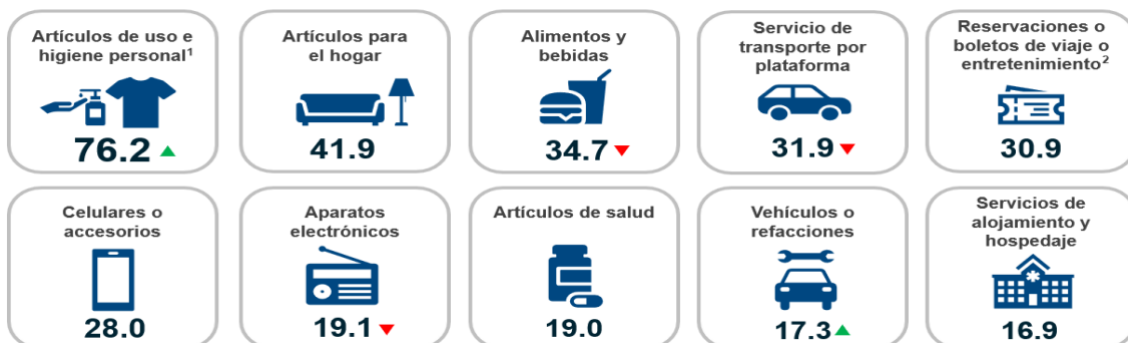 Artículos de uso e
higiene personal¹
76.2
Artículos para
el hogar
41.9
Alimentos y
bebidas
34.7
Servicio de
transporte por
plataforma
31.9
Reservaciones o
boletos de viaje o
entretenimiento²
30.9
Celulares o
accesorios
28.0
Aparatos
electrónicos
19.1
Artículos de salud
19.0
Vehículos o
refacciones
17.3
Servicios de
alojamiento y
hospedaje
16.9